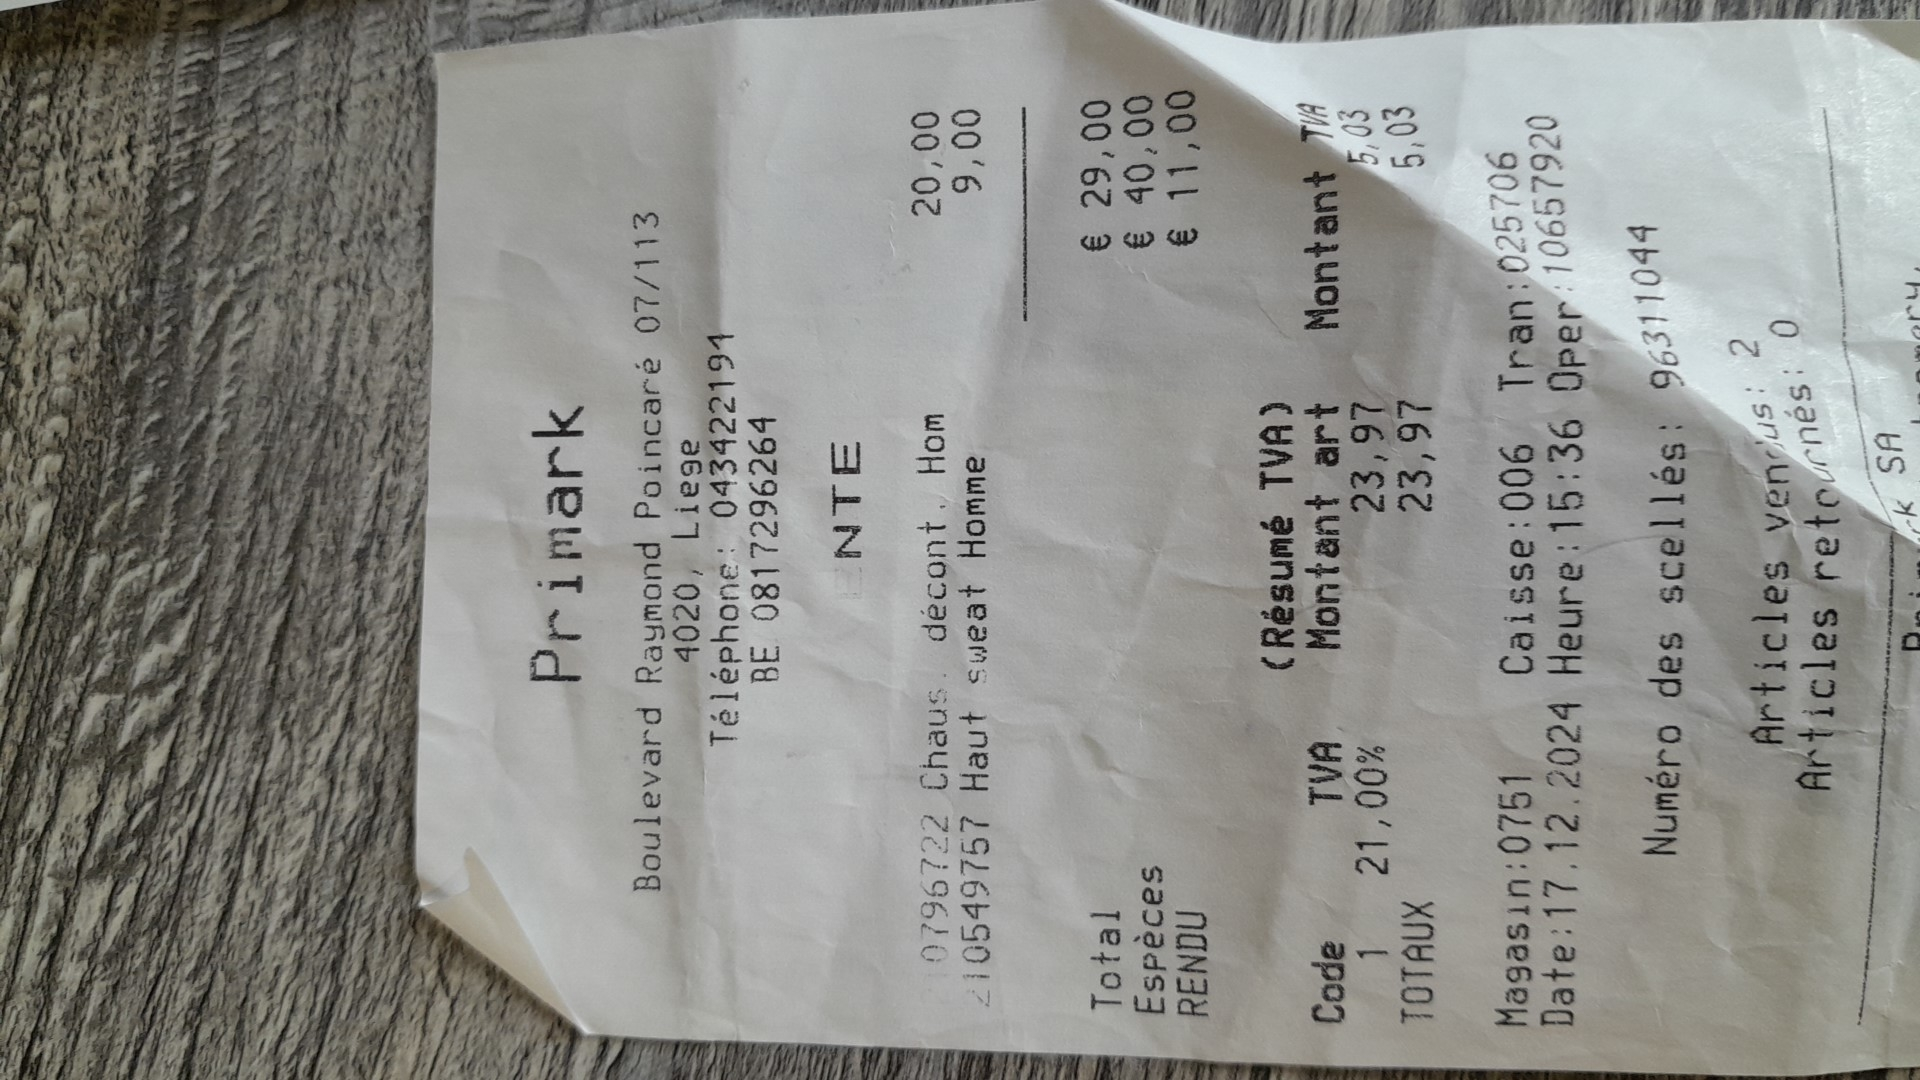 Primark
Boulevard Raymond Poincaré 07/113
4020, Liege
Téléphone: 043422194
BE 0817296264
ENTE
10796722 Chaus. décont. Hom 20,00
210549757 Haut sweat Homme 9,00
Total € 29,00
Espèces € 40,00
RENDU € 11,00
(Résumé TVA)
Code TVA Montant art Montant TVA
1 21,00% 23,97 5,03
TOTAUX 23,97 5,03
Magasin:0751 Caisse:006 Tran:025706
Date:17.12.2024 Heure:15:36 Oper:10657920
Numéro des scellés: 96311044
Articles vendus: 2
Articles retournés: 0
SA